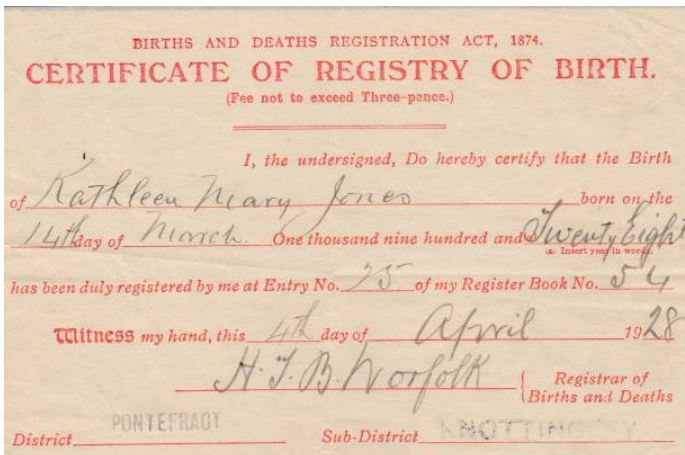 BIRTHS AND DEATHS REGISTRATION ACT, 1874.
CERTIFICATE OF REGISTRY OF BIRTH.
(Fee not to exceed Three-pence.)
I, the undersigned, Do hereby certify that the Birth
of Kathleen Mary Jones born on the
14th day of March. One thousand nine hundred and Twenty Eight
(a) Insert year in words.
has been duly registered by me at Entry No. 25 of my Register Book No. 54
Witness my hand, this 4th day of April 1928
H. J. B. Worfolk Registrar of
Births and Deaths
District PONTEFRACT Sub-District